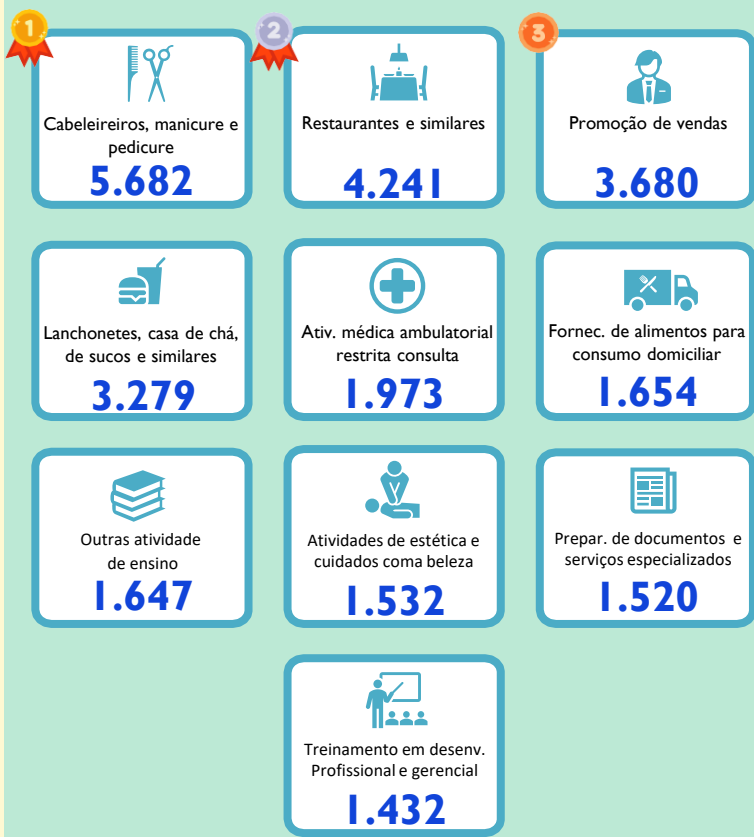 1
2
3
Cabeleireiros, manicure e
pedicure
5.682
Restaurantes e similares
4.241
Promoção de vendas
3.680
Lanchonetes, casa de chá,
de sucos e similares
3.279
Ativ. médica ambulatorial
restrita consulta
1.973
Fornec. de alimentos para
consumo domiciliar
1.654
Outras atividade
de ensino
1.647
Atividades de estética e
cuidados coma beleza
1.532
Prepar. de documentos e
serviços especializados
1.520
Treinamento em desenv.
Profissional e gerencial
1.432